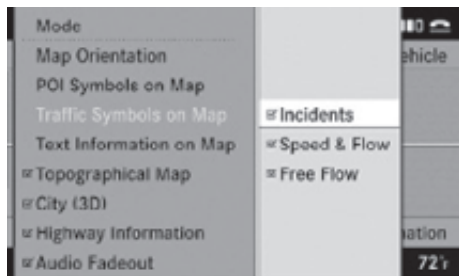 Mode
Map Orientation
POI Symbols on Map
Traffic Symbols on Map
Text Information on Map
Topographical Map
City (3D)
Highway Information
Audio Fadeout
Incidents
Speed & Flow
Free Flow
ehicle
ation
72°F